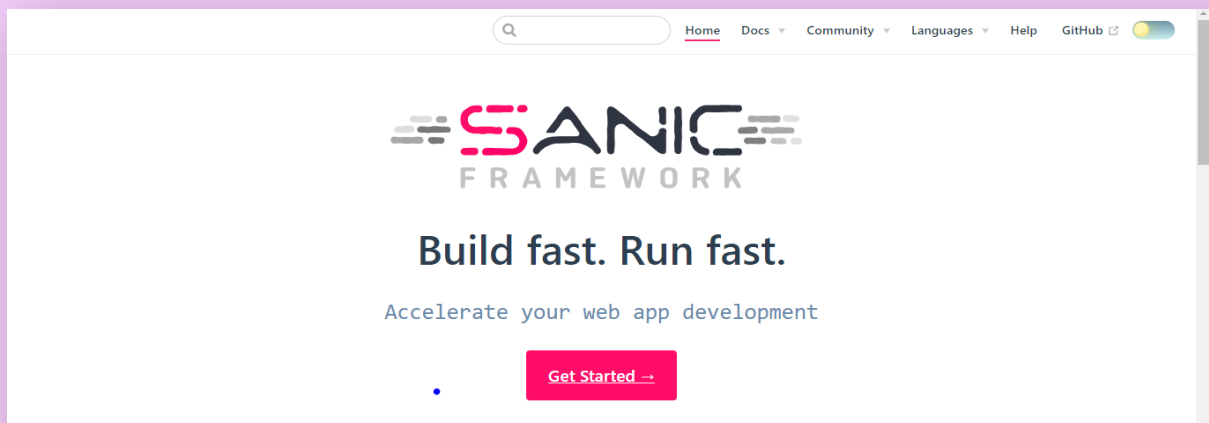 Home Docs Community Languages Help GitHub
SANIC
FRAMEWORK
Build fast. Run fast.
Accelerate your web app development
Get Started →